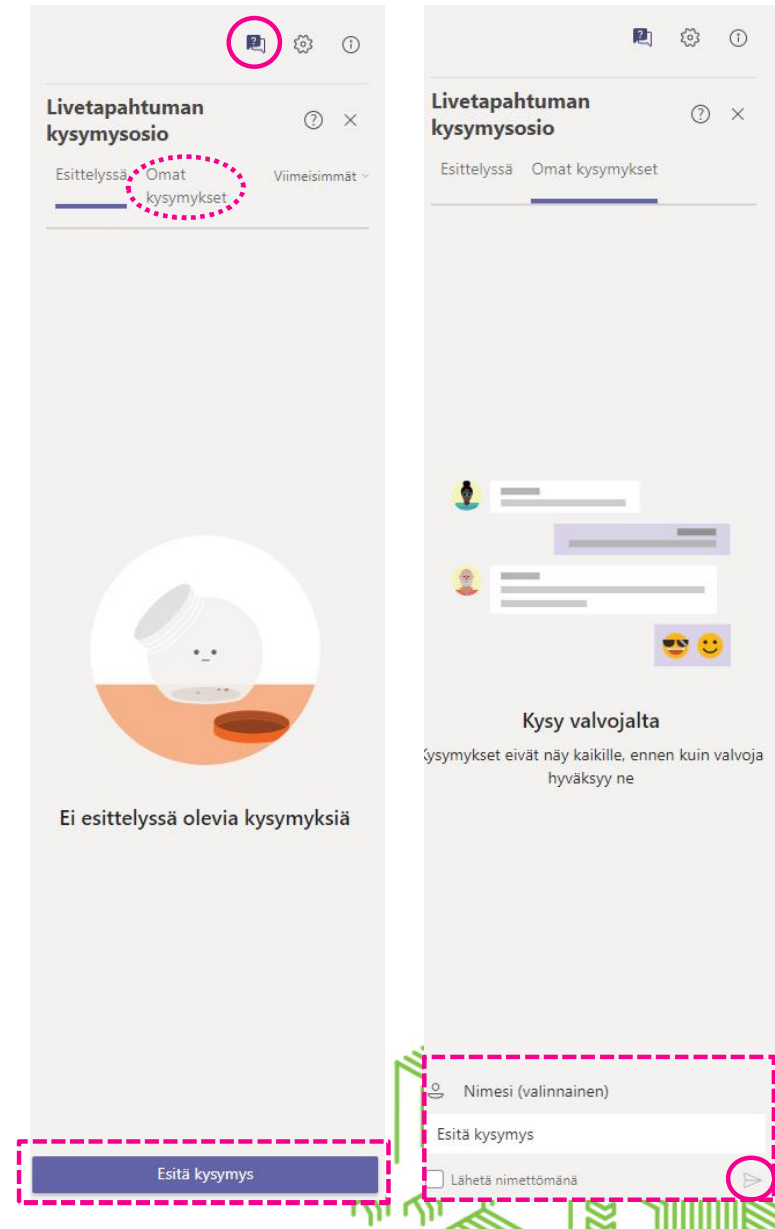 Livetapahtuman
kysymysosio
Esittelyssä Omat
kysymykset
Viimeisimmät
Ei esittelyssä olevia kysymyksiä
Esitä kysymys
Livetapahtuman
kysymysosio
Esittelyssä Omat kysymykset
Kysy valvojalta
Kysymykset eivät näy kaikille, ennen kuin valvoja
hyväksyy ne
Nimesi (valinnainen)
Esitä kysymys
Lähetä nimettömänä